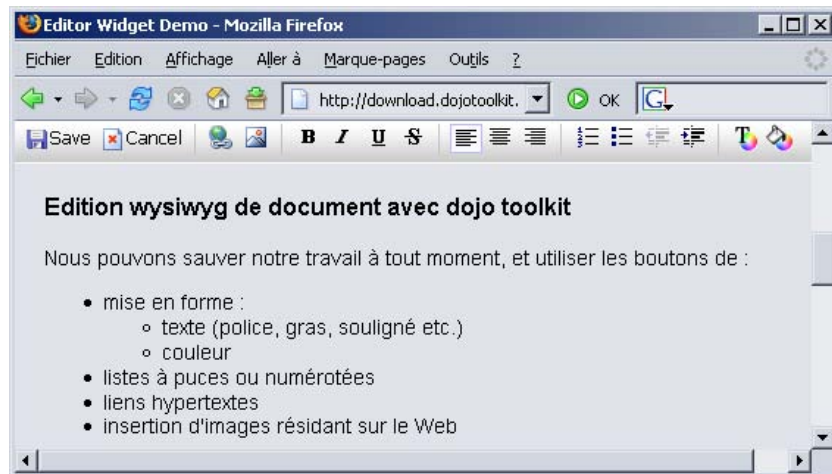 Editor Widget Demo - Mozilla Firefox
Fichier Edition Affichage Aller à Marque-pages Outils ?
http://download.dojotoolkit. OK G
Save Cancel B I U S T
Edition wysiwyg de document avec dojo toolkit
Nous pouvons sauver notre travail à tout moment, et utiliser les boutons de :
• mise en forme :
◦ texte (police, gras, souligné etc.)
◦ couleur
• listes à puces ou numérotées
• liens hypertextes
• insertion d'images résidant sur le Web